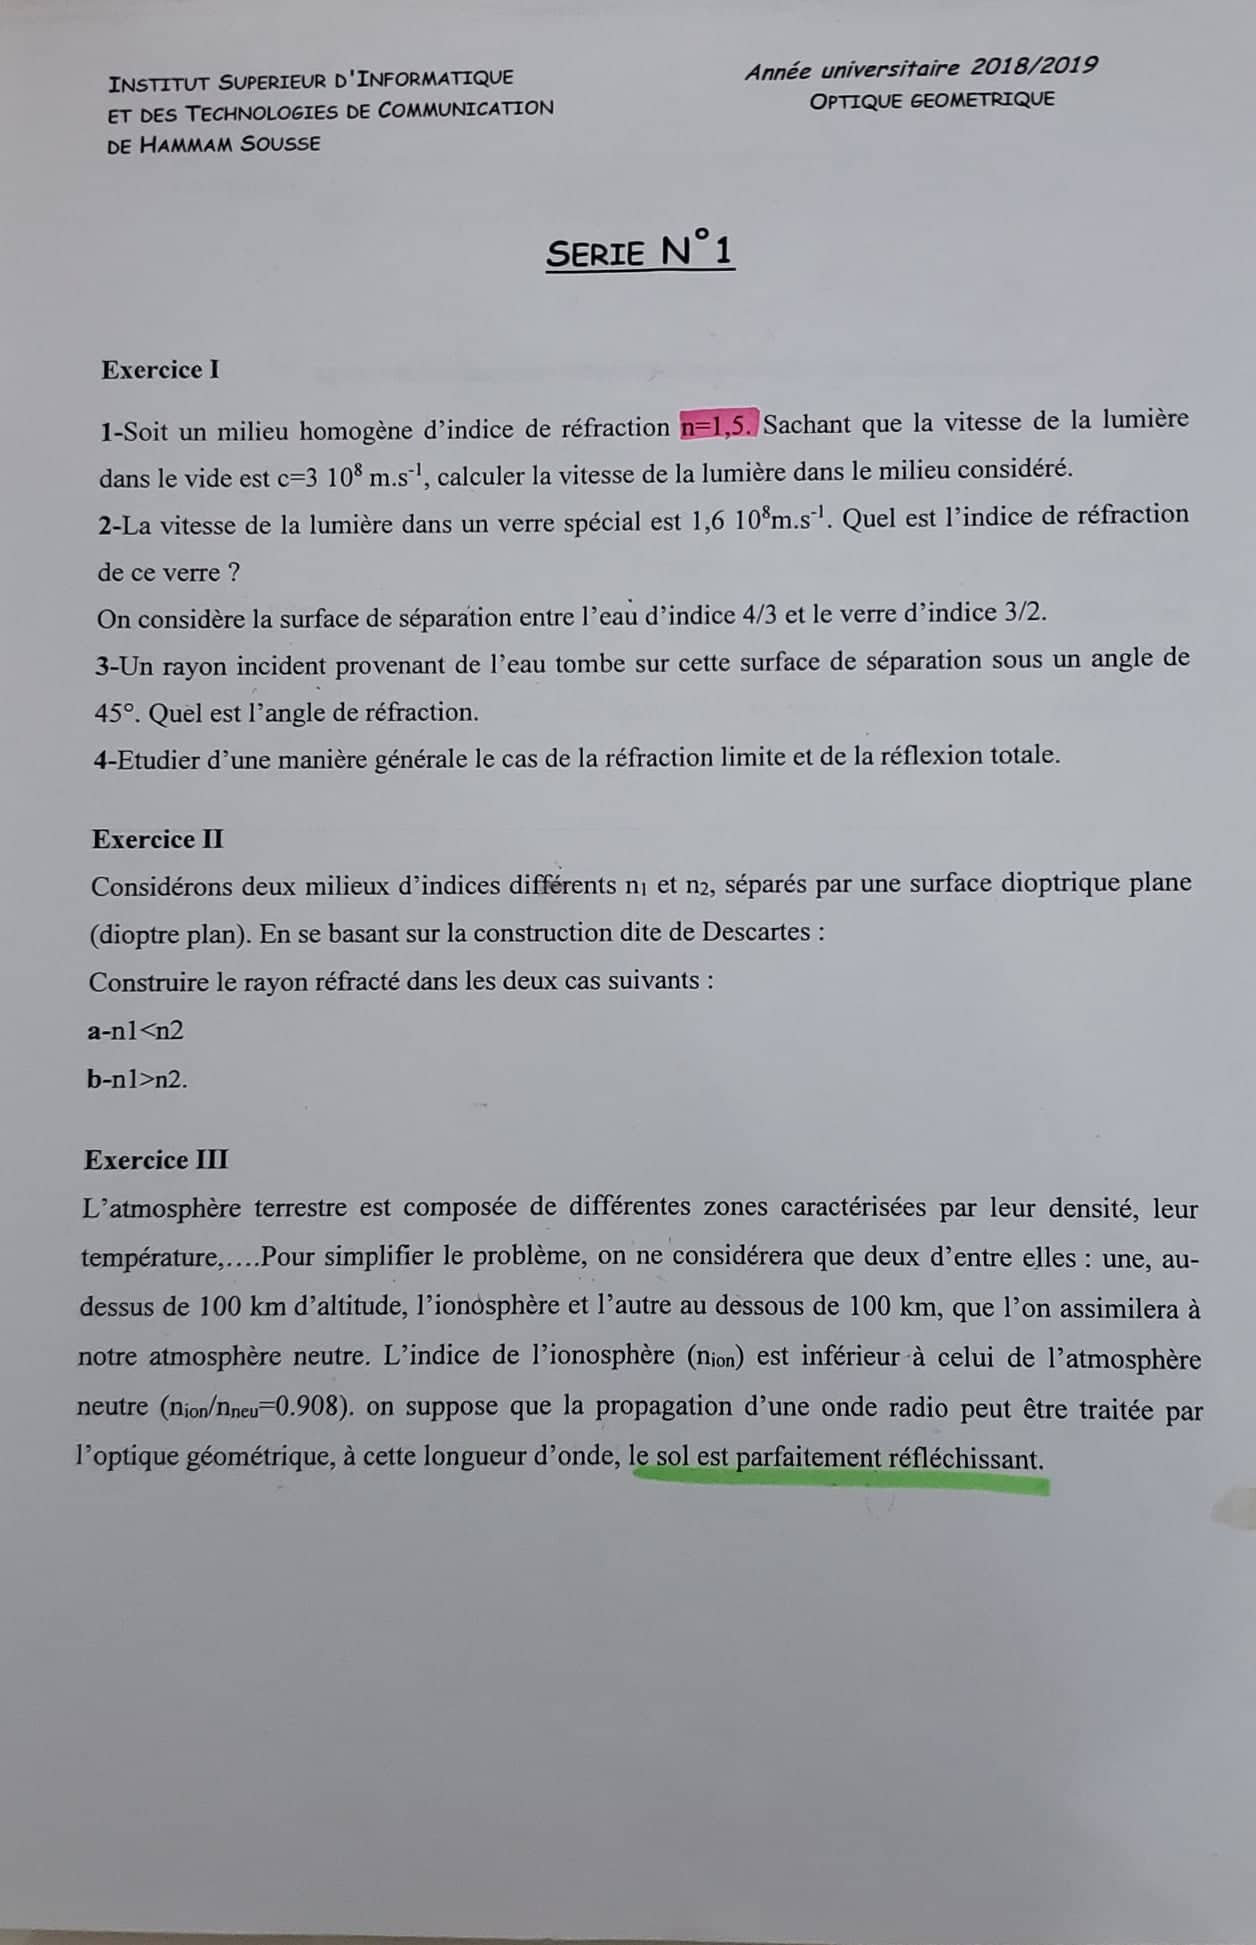 INSTITUT SUPERIEUR D'INFORMATIQUE
ET DES TECHNOLOGIES DE COMMUNICATION
DE HAMMAM SOUSSE
Année universitaire 2018/2019
OPTIQUE GEOMETRIQUE
SERIE N°1
Exercice I
1-Soit un milieu homogène d'indice de réfraction n=1,5. Sachant que la vitesse de la lumière
dans le vide est c=3 10⁸ m.s⁻¹, calculer la vitesse de la lumière dans le milieu considéré.
2-La vitesse de la lumière dans un verre spécial est 1,6 10⁸m.s⁻¹. Quel est l'indice de réfraction
de ce verre ?
On considère la surface de séparation entre l'eau d'indice 4/3 et le verre d'indice 3/2.
3-Un rayon incident provenant de l'eau tombe sur cette surface de séparation sous un angle de
45°. Quel est l'angle de réfraction.
4-Etudier d'une manière générale le cas de la réfraction limite et de la réflexion totale.
Exercice II
Considérons deux milieux d'indices différents n₁ et n₂, séparés par une surface dioptrique plane
(dioptre plan). En se basant sur la construction dite de Descartes :
Construire le rayon réfracté dans les deux cas suivants :
a-n1<n2
b-n1>n2.
Exercice III
L'atmosphère terrestre est composée de différentes zones caractérisées par leur densité, leur
température,….Pour simplifier le problème, on ne considérera que deux d'entre elles : une, au-
dessus de 100 km d'altitude, l'ionosphère et l'autre au dessous de 100 km, que l'on assimilera à
notre atmosphère neutre. L'indice de l'ionosphère (nion) est inférieur à celui de l'atmosphère
neutre (nion/nneu=0.908). on suppose que la propagation d'une onde radio peut être traitée par
l'optique géométrique, à cette longueur d'onde, le sol est parfaitement réfléchissant.